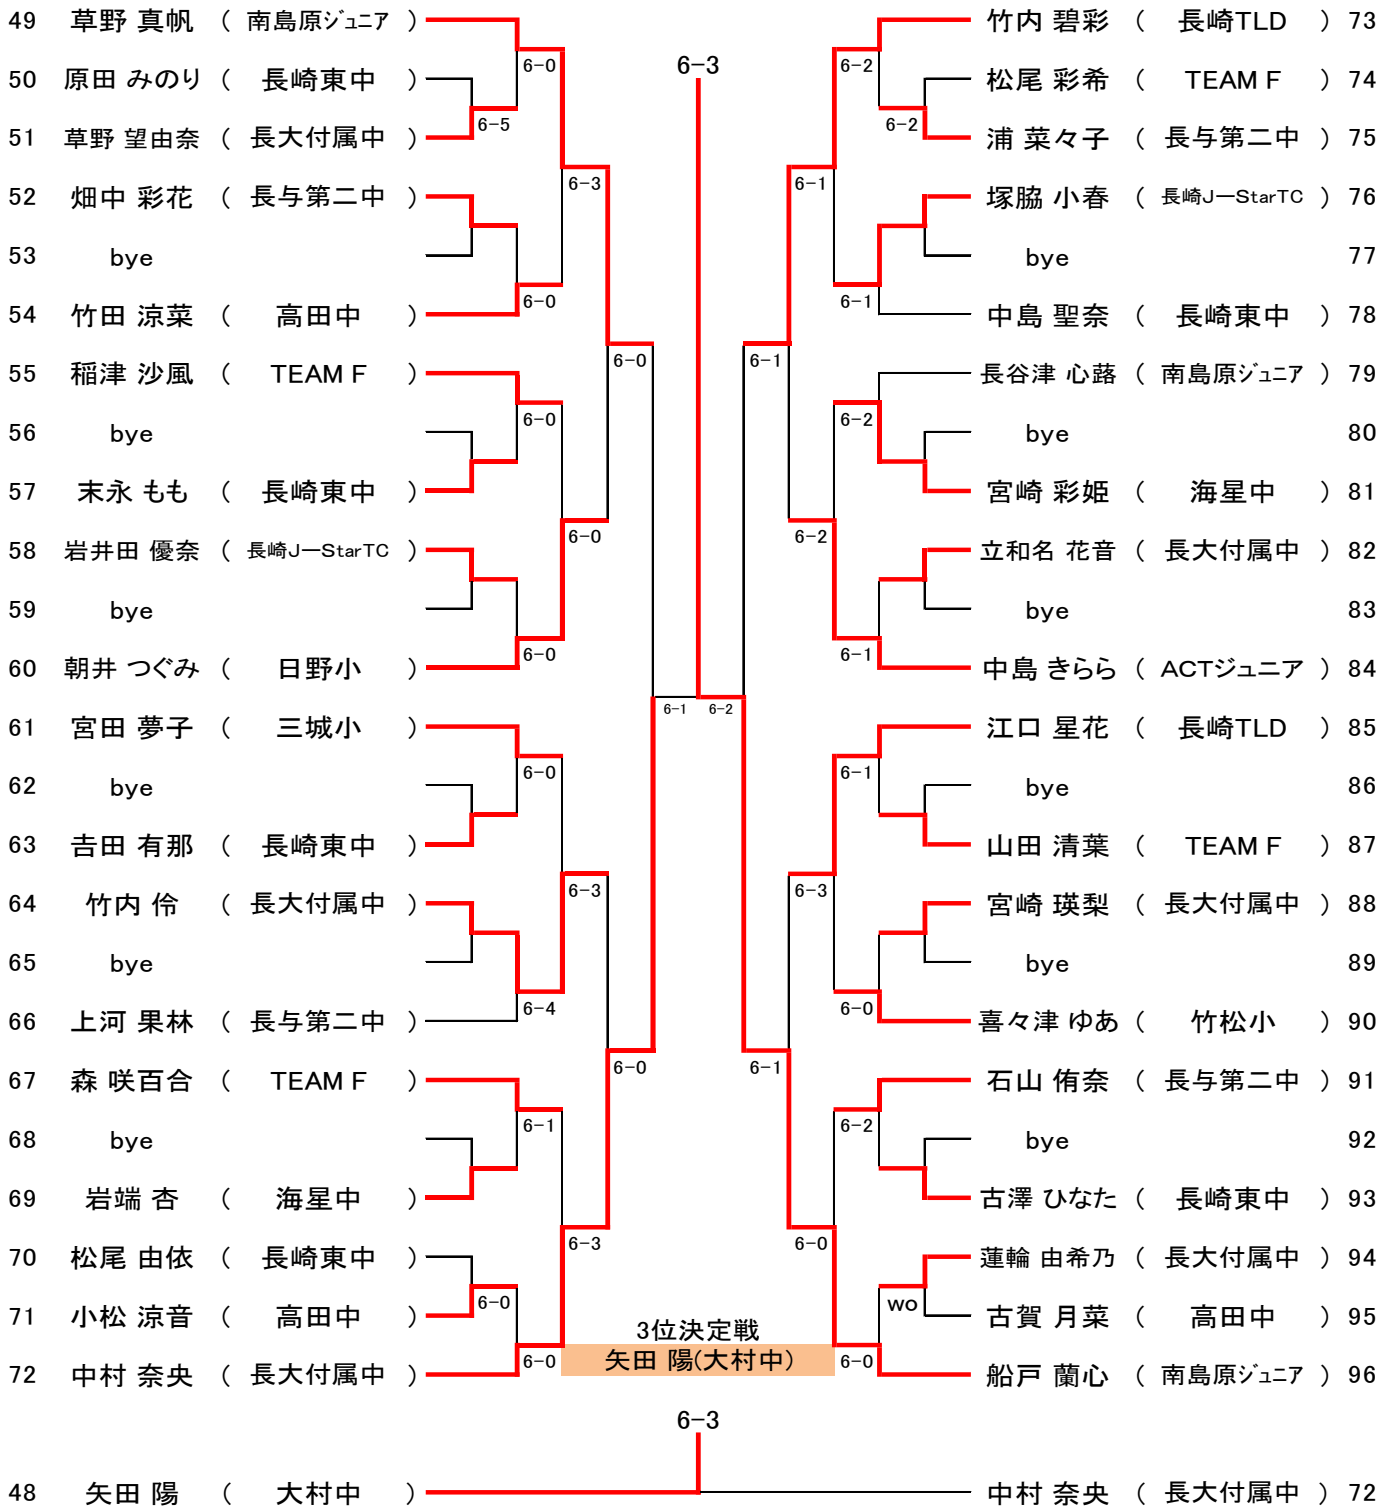 49 草野 真帆 ( 南島原ジュニア ) 竹内 碧彩 ( 長崎TLD ) 73
6-0 6-3 6-2
50 原田 みのり ( 長崎東中 ) 松尾 彩希 ( TEAM F ) 74
6-5 6-2
51 草野 望由奈 ( 長大付属中 ) 浦 菜々子 ( 長与第二中 ) 75
6-3 6-1
52 畑中 彩花 ( 長与第二中 ) 塚脇 小春 ( 長崎J-StarTC ) 76
53 bye bye 77
6-0 6-1
54 竹田 涼菜 ( 高田中 ) 中島 聖奈 ( 長崎東中 ) 78
6-0 6-1
55 稲津 沙風 ( TEAM F ) 長谷津 心蕗 ( 南島原ジュニア ) 79
6-0 6-2
56 bye bye 80
57 末永 もも ( 長崎東中 ) 宮崎 彩姫 ( 海星中 ) 81
6-0 6-2
58 岩井田 優奈 ( 長崎J-StarTC ) 立和名 花音 ( 長大付属中 ) 82
59 bye bye 83
6-0 6-1
60 朝井 つぐみ ( 日野小 ) 中島 きらら ( ACTジュニア ) 84
6-1 6-2
61 宮田 夢子 ( 三城小 ) 江口 星花 ( 長崎TLD ) 85
6-0 6-1
62 bye bye 86
63 吉田 有那 ( 長崎東中 ) 山田 清葉 ( TEAM F ) 87
6-3 6-3
64 竹内 伶 ( 長大付属中 ) 宮崎 瑛梨 ( 長大付属中 ) 88
65 bye bye 89
6-4 6-0
66 上河 果林 ( 長与第二中 ) 喜々津 ゆあ ( 竹松小 ) 90
6-0 6-1
67 森 咲百合 ( TEAM F ) 石山 侑奈 ( 長与第二中 ) 91
6-1 6-2
68 bye bye 92
69 岩端 杏 ( 海星中 ) 古澤 ひなた ( 長崎東中 ) 93
6-3 6-0
70 松尾 由依 ( 長崎東中 ) 蓮輪 由希乃 ( 長大付属中 ) 94
6-0 WO
71 小松 涼音 ( 高田中 ) 古賀 月菜 ( 高田中 ) 95
3位決定戦
6-0 矢田 陽(大村中) 6-0
72 中村 奈央 ( 長大付属中 ) 船戸 蘭心 ( 南島原ジュニア ) 96
6-3
48 矢田 陽 ( 大村中 ) 中村 奈央 ( 長大付属中 ) 72